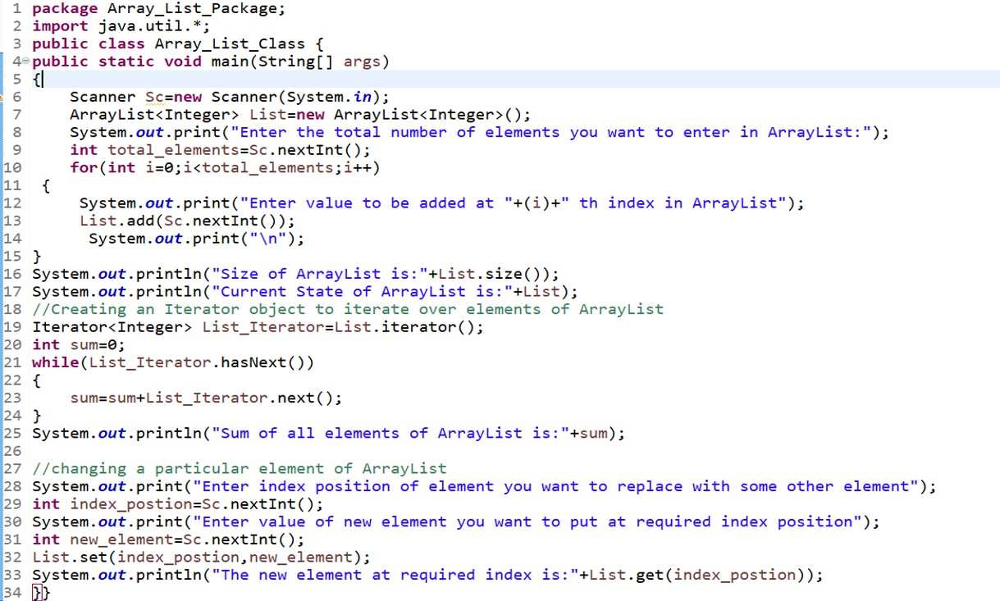 1 package Array_List_Package;
2 import java.util.*;
3 public class Array_List_Class {
4 public static void main(String[] args)
5 {
6     Scanner Sc=new Scanner(System.in);
7     ArrayList<Integer> List=new ArrayList<Integer>();
8     System.out.print("Enter the total number of elements you want to enter in ArrayList:");
9     int total_elements=Sc.nextInt();
10     for(int i=0;i<total_elements;i++)
11  {
12      System.out.print("Enter value to be added at "+(i)+" th index in ArrayList");
13      List.add(Sc.nextInt());
14       System.out.print("\n");
15 }
16 System.out.println("Size of ArrayList is:"+List.size());
17 System.out.println("Current State of ArrayList is:"+List);
18 //Creating an Iterator object to iterate over elements of ArrayList
19 Iterator<Integer> List_Iterator=List.iterator();
20 int sum=0;
21 while(List_Iterator.hasNext())
22 {
23     sum=sum+List_Iterator.next();
24 }
25 System.out.println("Sum of all elements of ArrayList is:"+sum);
26
27 //changing a particular element of ArrayList
28 System.out.print("Enter index position of element you want to replace with some other element");
29 int index_postion=Sc.nextInt();
30 System.out.print("Enter value of new element you want to put at required index position");
31 int new_element=Sc.nextInt();
32 List.set(index_postion,new_element);
33 System.out.println("The new element at required index is:"+List.get(index_postion));
34 }}